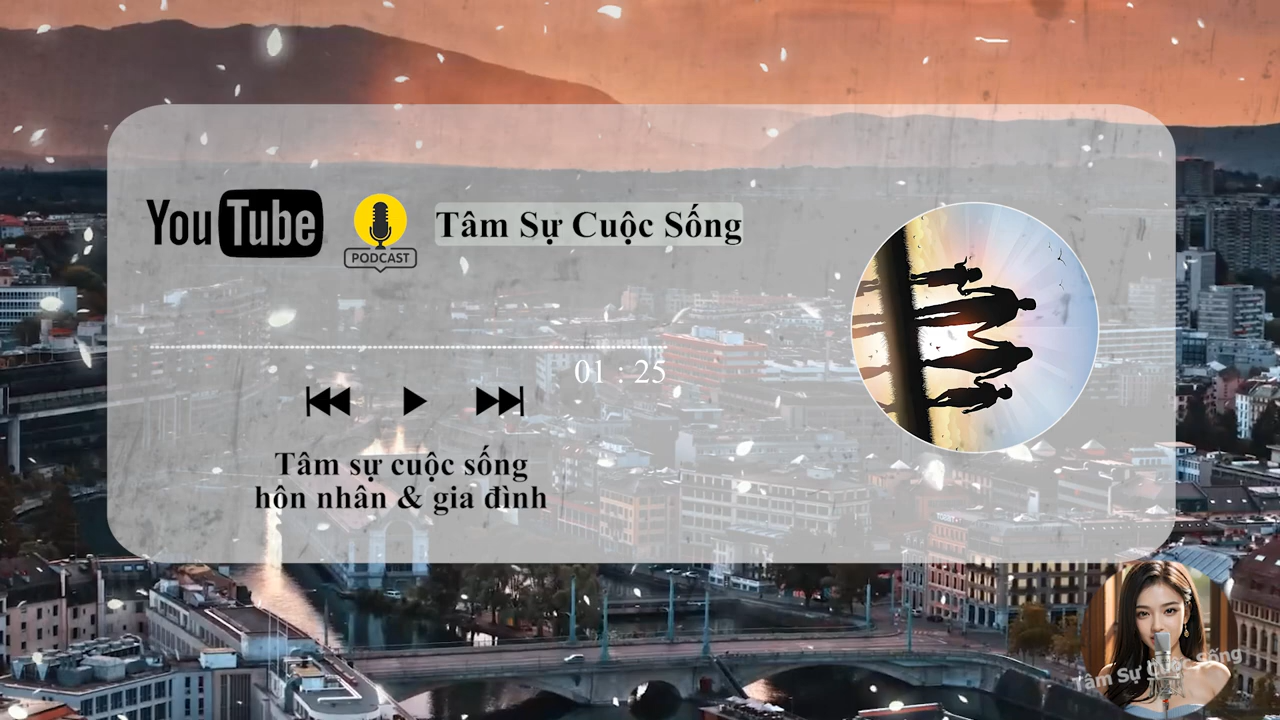 YouTube
PODCAST
Tâm Sự Cuộc Sống
01 : 25
Tâm sự cuộc sống
hôn nhân & gia đình
Tâm Sự Cuộc Sống